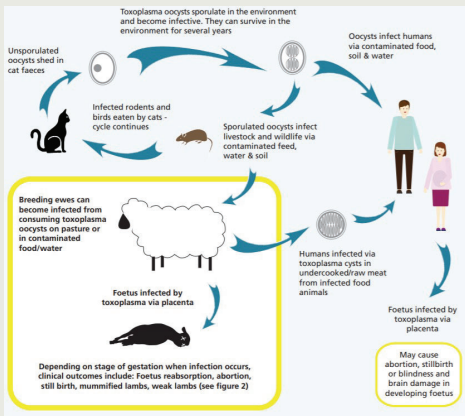 Toxoplasma oocysts sporulate in the environment
and become infective. They can survive in the
environment for several years
Unsporulated
oocysts shed in
cat faeces
Oocysts infect humans
via contaminated food,
soil & water
Infected rodents and
birds eaten by cats -
cycle continues
Sporulated oocysts infect
livestock and wildlife via
contaminated feed,
water & soil
Breeding ewes can
become infected from
consuming toxoplasma
oocysts on pasture or
in contaminated
food/water
Humans infected via
toxoplasma cysts in
undercooked/raw meat
from infected food
animals
Foetus infected by
toxoplasma via placenta
Foetus infected by
toxoplasma via
placenta
Depending on stage of gestation when infection occurs,
clinical outcomes include: Foetus reabsorption, abortion,
still birth, mummified lambs, weak lambs (see figure 2)
May cause
abortion, stillbirth
or blindness and
brain damage in
developing foetus